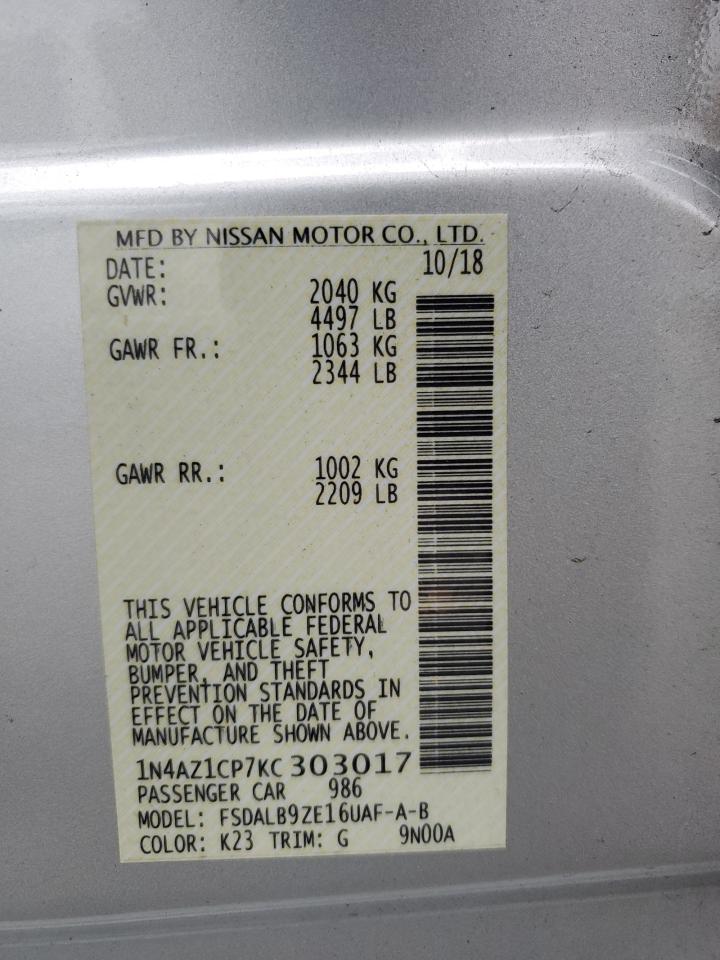 MFD BY NISSAN MOTOR CO., LTD.
DATE: 10/18
GVWR: 2040 KG
4497 LB
GAWR FR.: 1063 KG
2344 LB
GAWR RR.: 1002 KG
2209 LB
THIS VEHICLE CONFORMS TO
ALL APPLICABLE FEDERAL
MOTOR VEHICLE SAFETY,
BUMPER, AND THEFT
PREVENTION STANDARDS IN
EFFECT ON THE DATE OF
MANUFACTURE SHOWN ABOVE.
1N4AZ1CP7KC 303017
PASSENGER CAR 986
MODEL: FSDALB9ZE16UAF-A-B
COLOR: K23 TRIM: G 9N00A